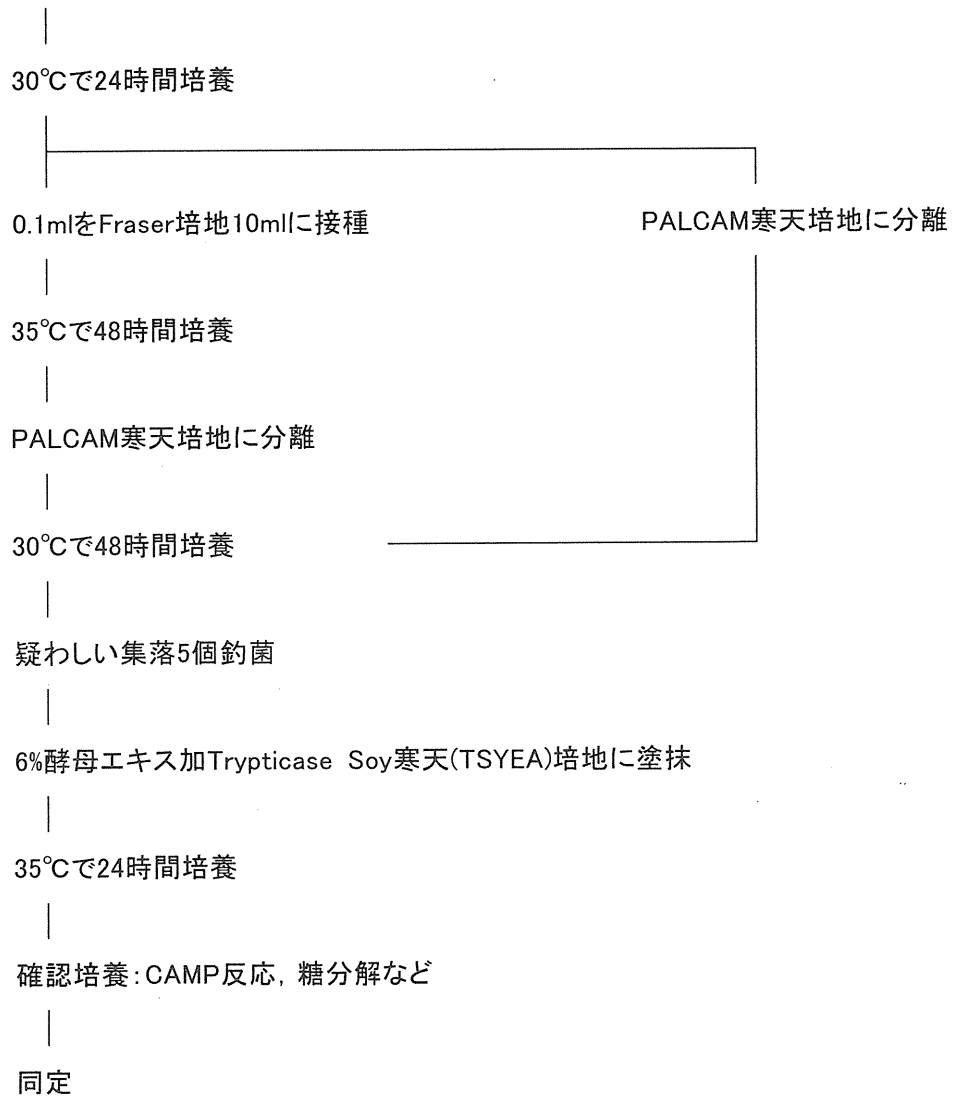 30℃で24時間培養
0.1mlをFraser培地10mlに接種
PALCAM寒天培地に分離
35℃で48時間培養
PALCAM寒天培地に分離
30℃で48時間培養
疑わしい集落5個釣菌
6%酵母エキス加Trypticase Soy寒天(TSYEA)培地に塗抹
35℃で24時間培養
確認培養:CAMP反応, 糖分解など
同定